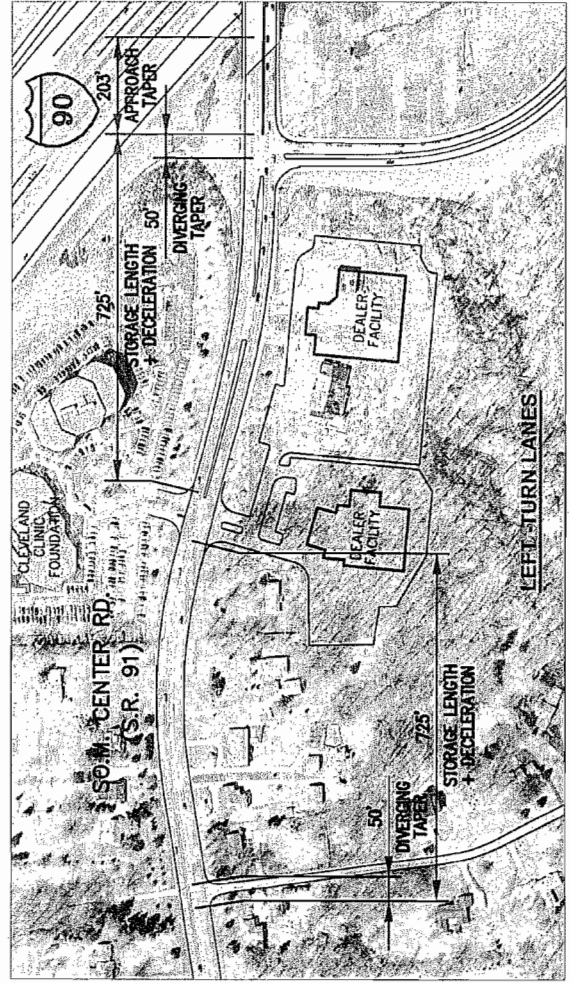 90
203'
APPROACH
TAPER
725'
STORAGE LENGTH
+ DECELERATION
50'
DIVERGING
TAPER
CLEVELAND
CLINIC
FOUNDATION
S.O.M. CENTER RD.
(S.R. 91)
DEALER
FACILITY
DEALER
FACILITY
725'
STORAGE LENGTH
+ DECELERATION
50'
DIVERGING
TAPER
LEFT TURN LANES